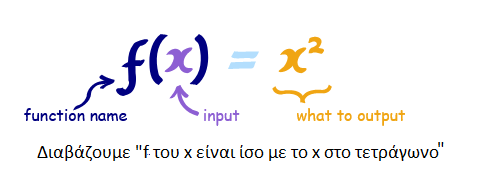 f(x) = x²
function name input what to output
Διαβάζουμε "f του x είναι ίσο με το x στο τετράγωνο"